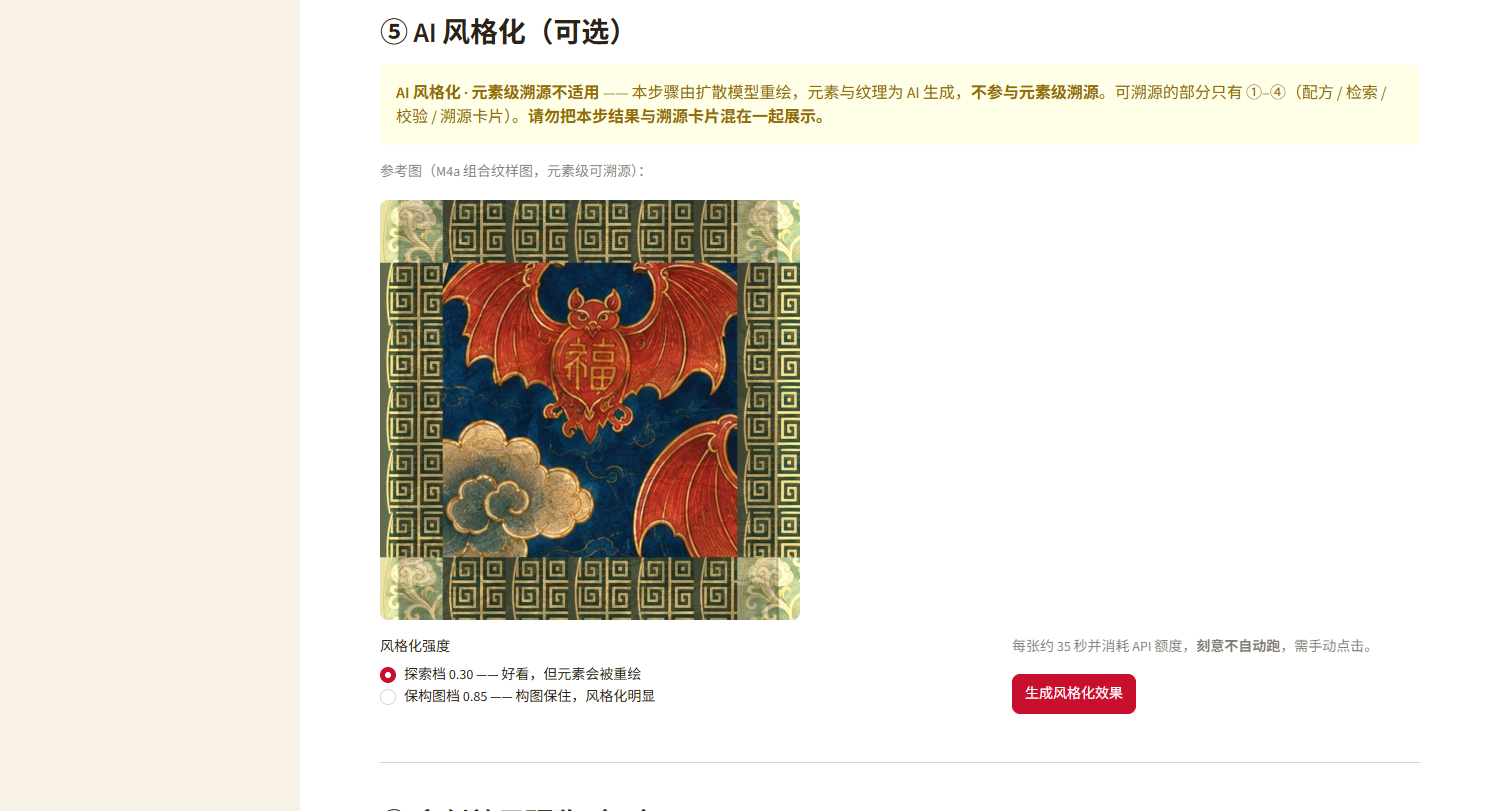 ⑤ AI 风格化（可选）
AI 风格化 · 元素级溯源不适用 —— 本步骤由扩散模型重绘，元素与纹理为 AI 生成，不参与元素级溯源。可溯源的部分只有 ①–④（配方 / 检索 /
校验 / 溯源卡片）。请勿把本步结果与溯源卡片混在一起展示。
参考图（M4a 组合纹样图，元素级可溯源）：
福
风格化强度
每张约 35 秒并消耗 API 额度，刻意不自动跑，需手动点击。
探索档 0.30 —— 好看，但元素会被重绘
保构图档 0.85 —— 构图保住，风格化明显
生成风格化效果